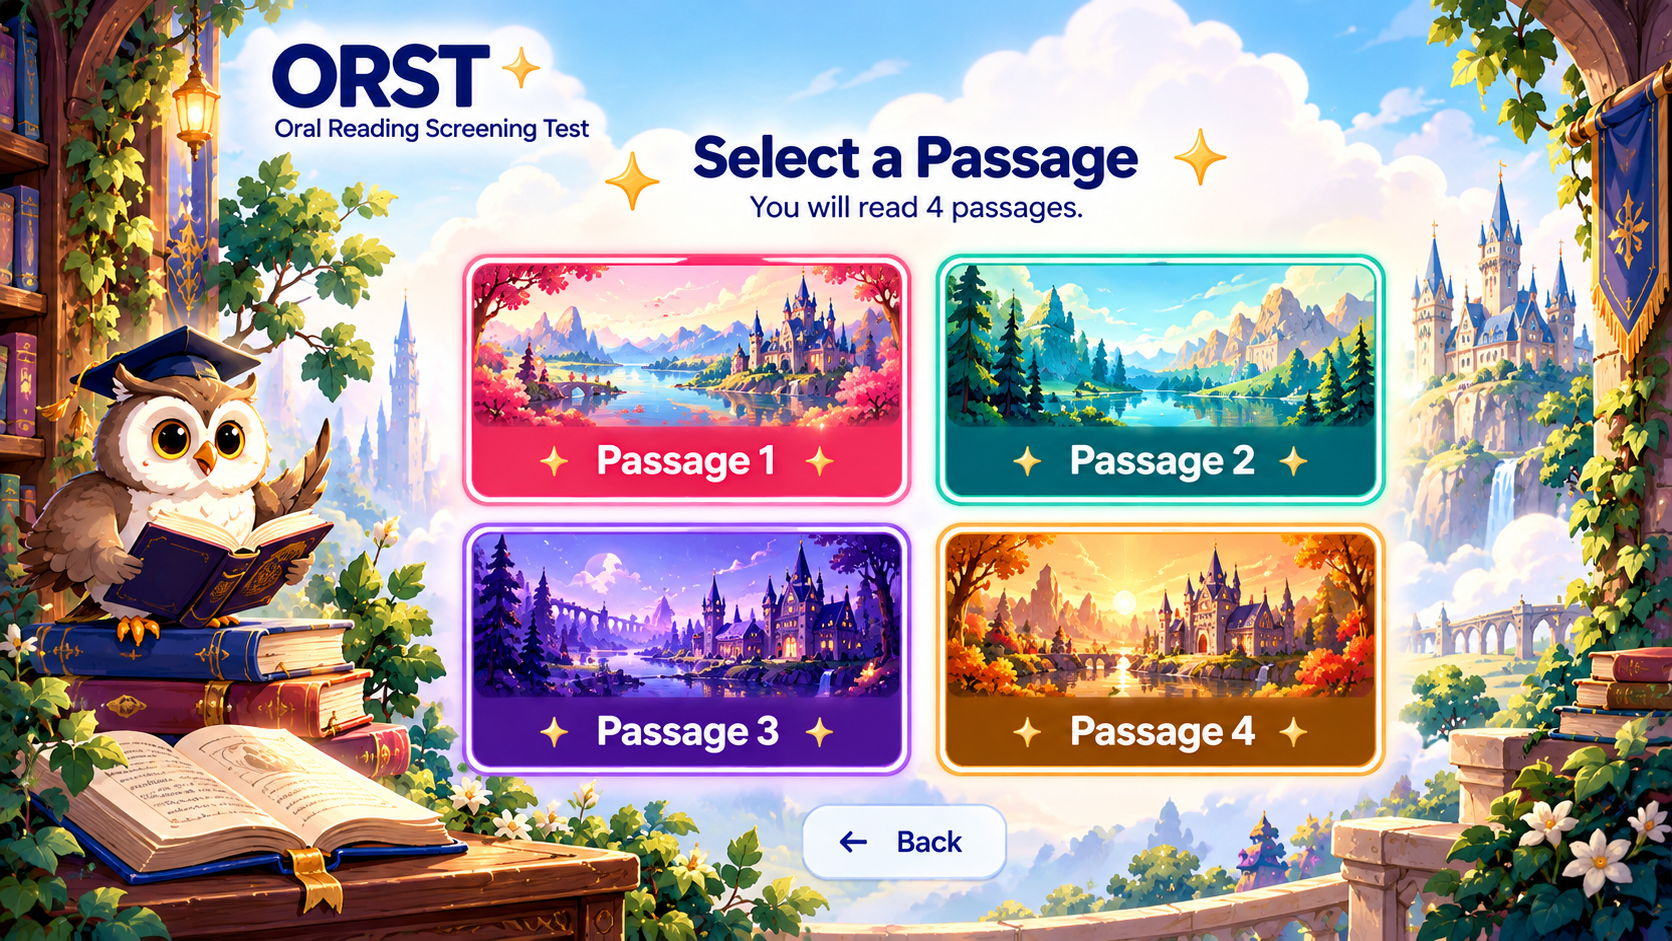 ORST
Oral Reading Screening Test
Select a Passage
You will read 4 passages.
Passage 1
Passage 2
Passage 3
Passage 4
← Back